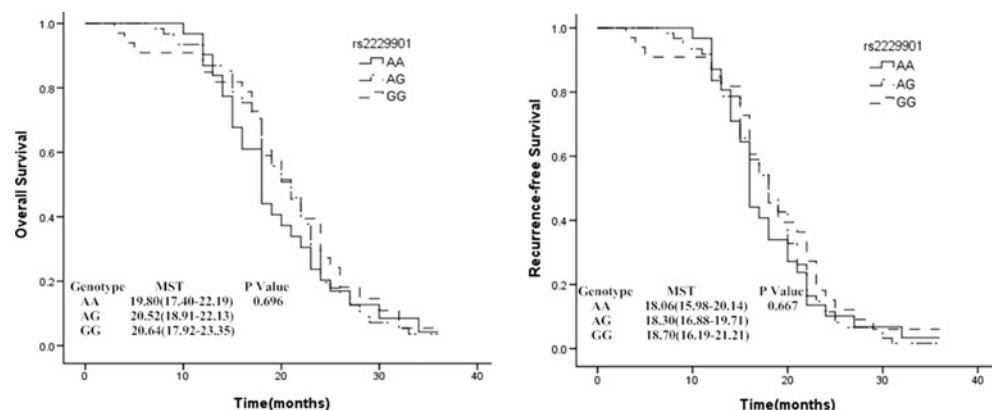 1.0
0.8
0.6
0.4
0.2
0.0
Overall Survival
rs2229901
AA
AG
GG
Genotype MST P Value
AA 19.80(17.40-22.19) 0.696
AG 20.52(18.91-22.13)
GG 20.64(17.92-23.35)
0 10 20 30 40
Time(months)
1.0
0.8
0.6
0.4
0.2
0.0
Recurrence-free Survival
rs2229901
AA
AG
GG
Genotype MST P Value
AA 18.06(15.98-20.14) 0.667
AG 18.30(16.88-19.71)
GG 18.70(16.19-21.21)
0 10 20 30 40
Time(months)